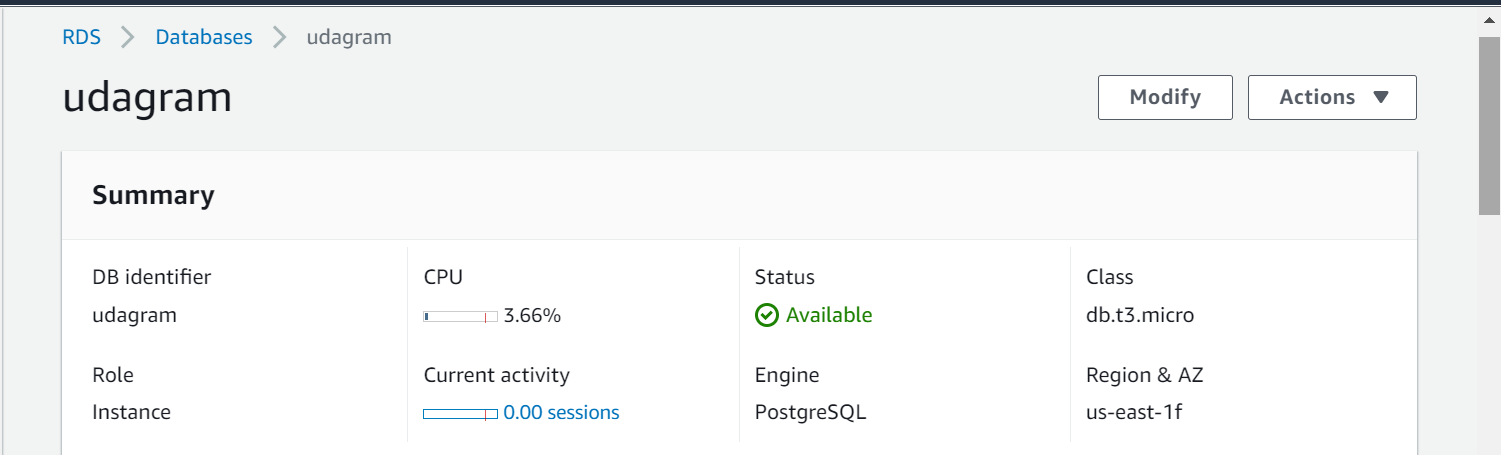 RDS > Databases > udagram
udagram
Modify
Actions
Summary
DB identifier
CPU
Status
Class
udagram
3.66%
Available
db.t3.micro
Role
Current activity
Engine
Region & AZ
Instance
0.00 sessions
PostgreSQL
us-east-1f